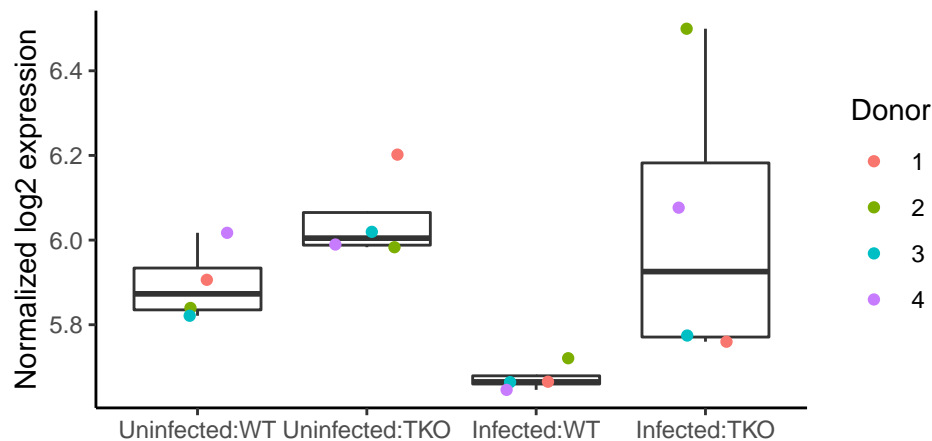 Normalized log2 expression
6.4
6.2
6.0
5.8
Uninfected:WT Uninfected:TKO Infected:WT Infected:TKO
Donor
1
2
3
4